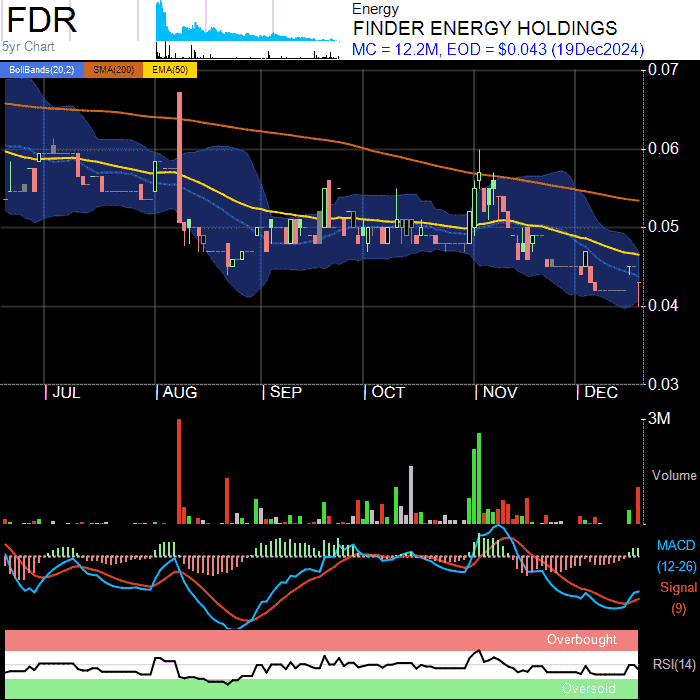 FDR
5yr Chart
Energy
FINDER ENERGY HOLDINGS
MC = 12.2M, EOD = $0.043 (19Dec2024)
BollBands(20,2) SMA(200) EMA(50)
0.07
0.06
0.05
0.04
0.03
JUL AUG SEP OCT NOV DEC
3M
Volume
MACD
(12-26)
Signal
(9)
Overbought
RSI(14)
Oversold